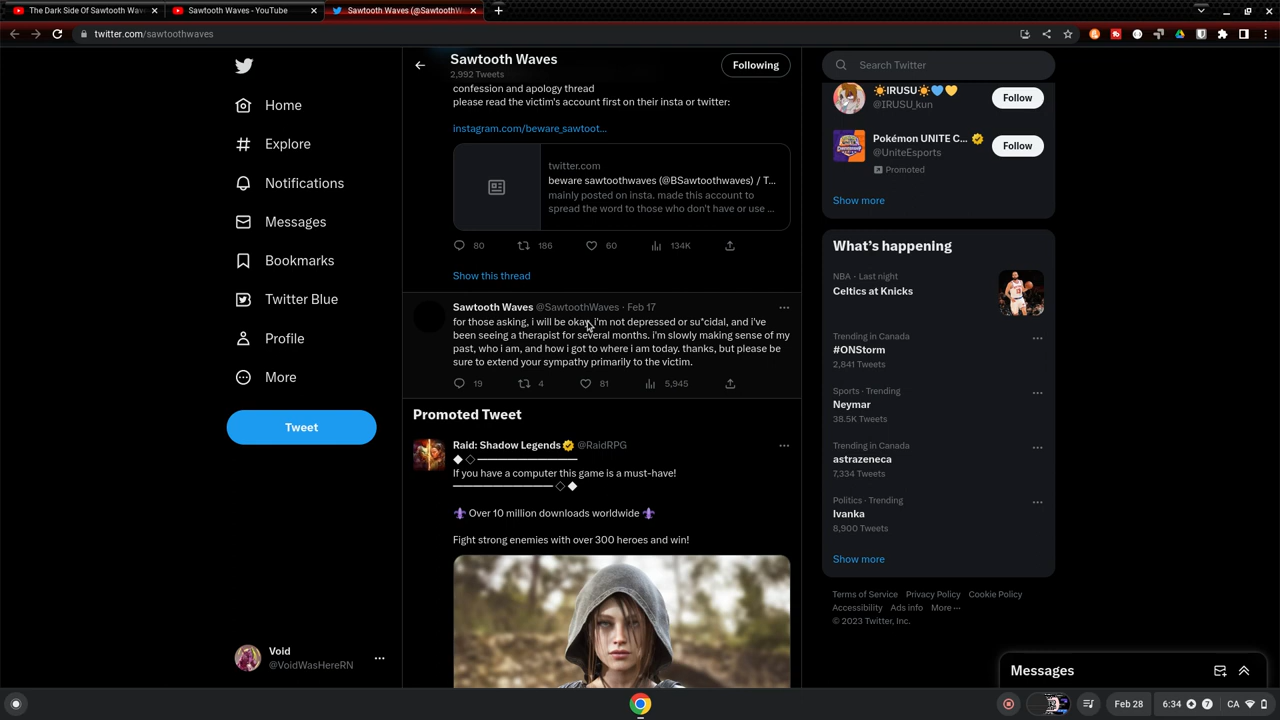 The Dark Side Of Sawtooth Wav
Sawtooth Waves - YouTube
Sawtooth Waves (@SawtoothW
twitter.com/sawtoothwaves
Home
Explore
Notifications
Messages
Bookmarks
Twitter Blue
Profile
More
Tweet
Void
@VoidWasHereRN
Sawtooth Waves
2,992 Tweets
Following
confession and apology thread
please read the victim's account first on their insta or twitter:
instagram.com/beware_sawtoot...
twitter.com
beware sawtoothwaves (@BSawtoothwaves) / T...
mainly posted on insta. made this account to
spread the word to those who don't have or use ...
80 186 60 134K
Show this thread
Sawtooth Waves @SawtoothWaves · Feb 17
for those asking, i will be okay. i'm not depressed or su*cidal, and i've
been seeing a therapist for several months. i'm slowly making sense of my
past, who i am, and how i got to where i am today. thanks, but please be
sure to extend your sympathy primarily to the victim.
19 4 81 5,945
Promoted Tweet
Raid: Shadow Legends @RaidRPG
If you have a computer this game is a must-have!
Over 10 million downloads worldwide
Fight strong enemies with over 300 heroes and win!
Search Twitter
☀️IRUSU☀️💙💛
@IRUSU_kun
Follow
Pokémon UNITE C...
@UniteEsports
Promoted
Follow
Show more
What's happening
NBA · Last night
Celtics at Knicks
Trending in Canada
#ONStorm
2,841 Tweets
Sports · Trending
Neymar
38.5K Tweets
Trending in Canada
astrazeneca
7,334 Tweets
Politics · Trending
Ivanka
8,900 Tweets
Show more
Terms of Service Privacy Policy Cookie Policy
Accessibility Ads info More ···
© 2023 Twitter, Inc.
Messages
Feb 28 6:34 7 CA